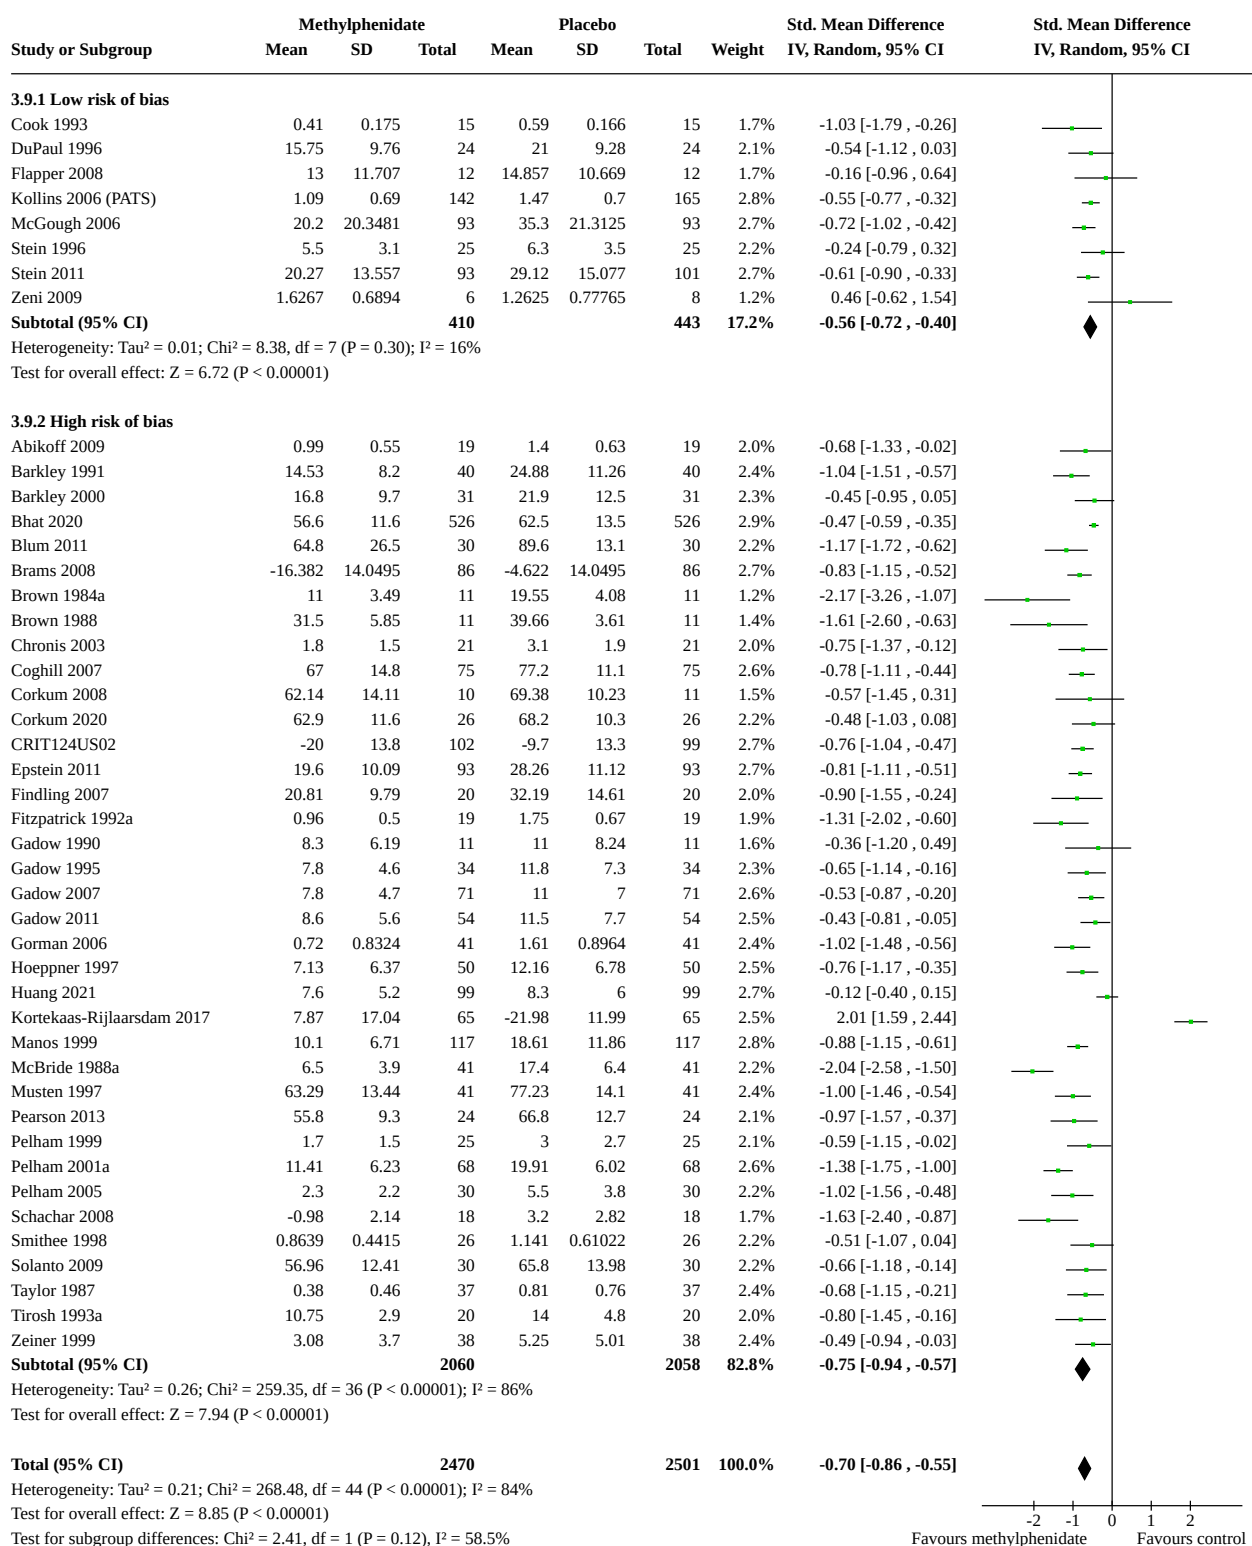 Methylphenidate Placebo Std. Mean Difference Std. Mean Difference
Study or Subgroup Mean SD Total Mean SD Total Weight IV, Random, 95% CI IV, Random, 95% CI
3.9.1 Low risk of bias
Cook 1993 0.41 0.175 15 0.59 0.166 15 1.7% -1.03 [-1.79 , -0.26]
DuPaul 1996 15.75 9.76 24 21 9.28 24 2.1% -0.54 [-1.12 , 0.03]
Flapper 2008 13 11.707 12 14.857 10.669 12 1.7% -0.16 [-0.96 , 0.64]
Kollins 2006 (PATS) 1.09 0.69 142 1.47 0.7 165 2.8% -0.55 [-0.77 , -0.32]
McGough 2006 20.2 20.3481 93 35.3 21.3125 93 2.7% -0.72 [-1.02 , -0.42]
Stein 1996 5.5 3.1 25 6.3 3.5 25 2.2% -0.24 [-0.79 , 0.32]
Stein 2011 20.27 13.557 93 29.12 15.077 101 2.7% -0.61 [-0.90 , -0.33]
Zeni 2009 1.6267 0.6894 6 1.2625 0.77765 8 1.2% 0.46 [-0.62 , 1.54]
Subtotal (95% CI) 410 443 17.2% -0.56 [-0.72 , -0.40]
Heterogeneity: Tau² = 0.01; Chi² = 8.38, df = 7 (P = 0.30); I² = 16%
Test for overall effect: Z = 6.72 (P < 0.00001)
3.9.2 High risk of bias
Abikoff 2009 0.99 0.55 19 1.4 0.63 19 2.0% -0.68 [-1.33 , -0.02]
Barkley 1991 14.53 8.2 40 24.88 11.26 40 2.4% -1.04 [-1.51 , -0.57]
Barkley 2000 16.8 9.7 31 21.9 12.5 31 2.3% -0.45 [-0.95 , 0.05]
Bhat 2020 56.6 11.6 526 62.5 13.5 526 2.9% -0.47 [-0.59 , -0.35]
Blum 2011 64.8 26.5 30 89.6 13.1 30 2.2% -1.17 [-1.72 , -0.62]
Brams 2008 -16.382 14.0495 86 -4.622 14.0495 86 2.7% -0.83 [-1.15 , -0.52]
Brown 1984a 11 3.49 11 19.55 4.08 11 1.2% -2.17 [-3.26 , -1.07]
Brown 1988 31.5 5.85 11 39.66 3.61 11 1.4% -1.61 [-2.60 , -0.63]
Chronis 2003 1.8 1.5 21 3.1 1.9 21 2.0% -0.75 [-1.37 , -0.12]
Coghill 2007 67 14.8 75 77.2 11.1 75 2.6% -0.78 [-1.11 , -0.44]
Corkum 2008 62.14 14.11 10 69.38 10.23 11 1.5% -0.57 [-1.45 , 0.31]
Corkum 2020 62.9 11.6 26 68.2 10.3 26 2.2% -0.48 [-1.03 , 0.08]
CRIT124US02 -20 13.8 102 -9.7 13.3 99 2.7% -0.76 [-1.04 , -0.47]
Epstein 2011 19.6 10.09 93 28.26 11.12 93 2.7% -0.81 [-1.11 , -0.51]
Findling 2007 20.81 9.79 20 32.19 14.61 20 2.0% -0.90 [-1.55 , -0.24]
Fitzpatrick 1992a 0.96 0.5 19 1.75 0.67 19 1.9% -1.31 [-2.02 , -0.60]
Gadow 1990 8.3 6.19 11 11 8.24 11 1.6% -0.36 [-1.20 , 0.49]
Gadow 1995 7.8 4.6 34 11.8 7.3 34 2.3% -0.65 [-1.14 , -0.16]
Gadow 2007 7.8 4.7 71 11 7 71 2.6% -0.53 [-0.87 , -0.20]
Gadow 2011 8.6 5.6 54 11.5 7.7 54 2.5% -0.43 [-0.81 , -0.05]
Gorman 2006 0.72 0.8324 41 1.61 0.8964 41 2.4% -1.02 [-1.48 , -0.56]
Hoeppner 1997 7.13 6.37 50 12.16 6.78 50 2.5% -0.76 [-1.17 , -0.35]
Huang 2021 7.6 5.2 99 8.3 6 99 2.7% -0.12 [-0.40 , 0.15]
Kortekaas-Rijlaarsdam 2017 7.87 17.04 65 -21.98 11.99 65 2.5% 2.01 [1.59 , 2.44]
Manos 1999 10.1 6.71 117 18.61 11.86 117 2.8% -0.88 [-1.15 , -0.61]
McBride 1988a 6.5 3.9 41 17.4 6.4 41 2.2% -2.04 [-2.58 , -1.50]
Musten 1997 63.29 13.44 41 77.23 14.1 41 2.4% -1.00 [-1.46 , -0.54]
Pearson 2013 55.8 9.3 24 66.8 12.7 24 2.1% -0.97 [-1.57 , -0.37]
Pelham 1999 1.7 1.5 25 3 2.7 25 2.1% -0.59 [-1.15 , -0.02]
Pelham 2001a 11.41 6.23 68 19.91 6.02 68 2.6% -1.38 [-1.75 , -1.00]
Pelham 2005 2.3 2.2 30 5.5 3.8 30 2.2% -1.02 [-1.56 , -0.48]
Schachar 2008 -0.98 2.14 18 3.2 2.82 18 1.7% -1.63 [-2.40 , -0.87]
Smithee 1998 0.8639 0.4415 26 1.141 0.61022 26 2.2% -0.51 [-1.07 , 0.04]
Solanto 2009 56.96 12.41 30 65.8 13.98 30 2.2% -0.66 [-1.18 , -0.14]
Taylor 1987 0.38 0.46 37 0.81 0.76 37 2.4% -0.68 [-1.15 , -0.21]
Tirosh 1993a 10.75 2.9 20 14 4.8 20 2.0% -0.80 [-1.45 , -0.16]
Zeiner 1999 3.08 3.7 38 5.25 5.01 38 2.4% -0.49 [-0.94 , -0.03]
Subtotal (95% CI) 2060 2058 82.8% -0.75 [-0.94 , -0.57]
Heterogeneity: Tau² = 0.26; Chi² = 259.35, df = 36 (P < 0.00001); I² = 86%
Test for overall effect: Z = 7.94 (P < 0.00001)
Total (95% CI) 2470 2501 100.0% -0.70 [-0.86 , -0.55]
Heterogeneity: Tau² = 0.21; Chi² = 268.48, df = 44 (P < 0.00001); I² = 84%
Test for overall effect: Z = 8.85 (P < 0.00001)
-2 -1 0 1 2
Test for subgroup differences: Chi² = 2.41, df = 1 (P = 0.12), I² = 58.5% Favours methylphenidate Favours control